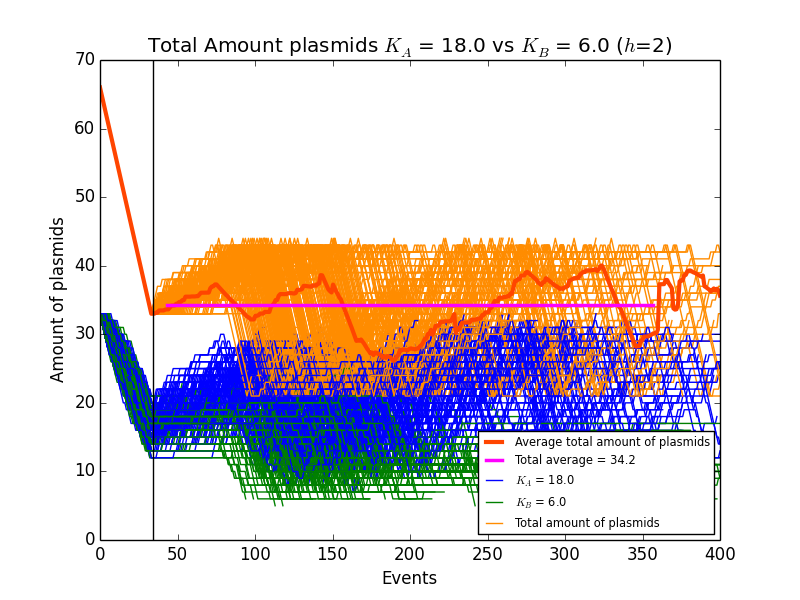 Total Amount plasmids K_A = 18.0 vs K_B = 6.0 (h=2)
70
60
50
40
30
20
10
0
Amount of plasmids
0 50 100 150 200 250 300 350 400
Events
Average total amount of plasmids
Total average = 34.2
K_A = 18.0
K_B = 6.0
Total amount of plasmids